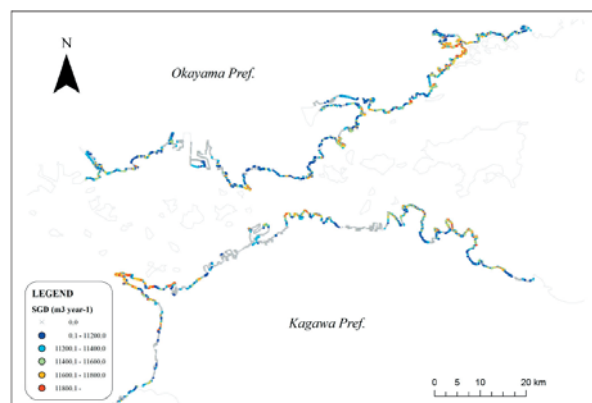 N
Okayama Pref.
Kagawa Pref.
LEGEND
SGD (m3 year-1)
0.0
0.1 - 11200.0
11200.1 - 11400.0
11400.1 - 11600.0
11600.1 - 11800.0
11800.1 -
0 5 10 20 km